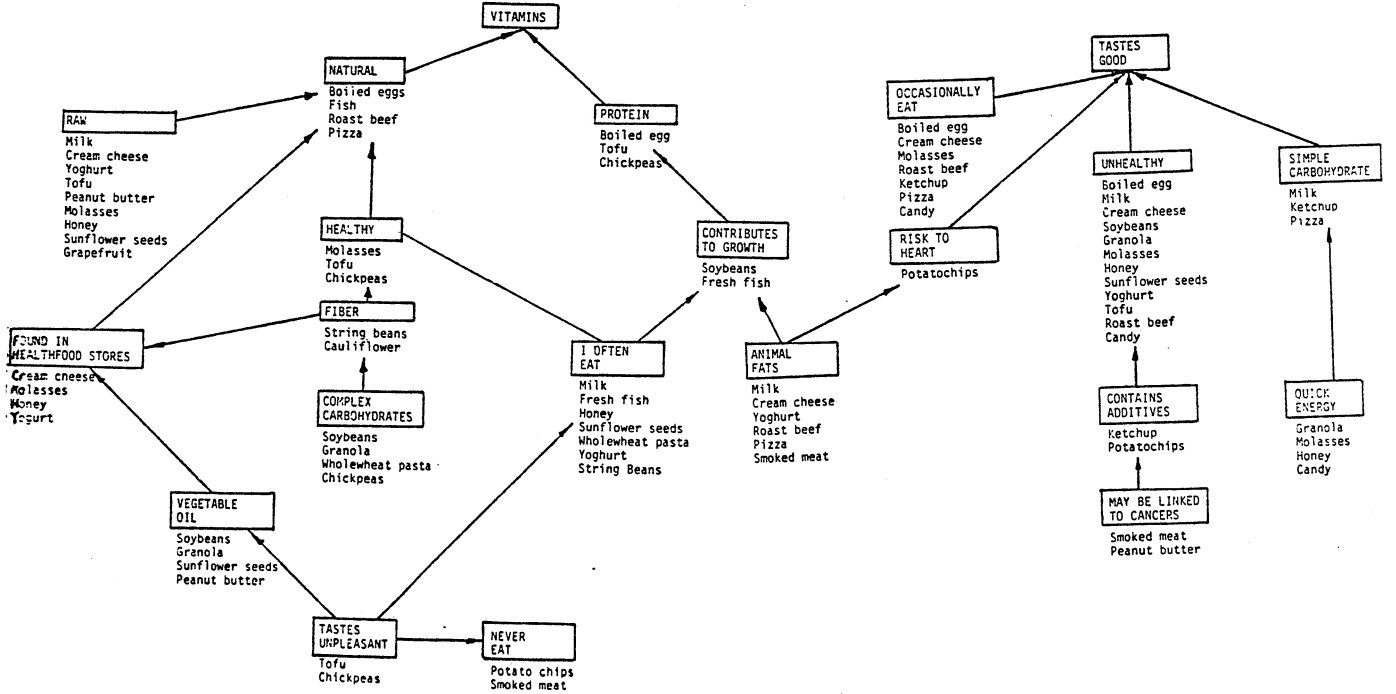 VITAMINS
NATURAL
Boiled eggs
Fish
Roast beef
Pizza
RAW
Milk
Cream cheese
Yoghurt
Tofu
Peanut butter
Molasses
Honey
Sunflower seeds
Grapefruit
PROTEIN
Boiled egg
Tofu
Chickpeas
HEALTHY
Molasses
Tofu
Chickpeas
CONTRIBUTES
TO GROWTH
Soybeans
Fresh fish
FIBER
String beans
Cauliflower
FOUND IN
HEALTHFOOD STORES
Cream cheese
Molasses
Honey
Yogurt
COMPLEX
CARBOHYDRATES
Soybeans
Granola
Wholewheat pasta
Chickpeas
I OFTEN
EAT
Milk
Fresh fish
Honey
Sunflower seeds
Wholewheat pasta
Yoghurt
String Beans
ANIMAL
FATS
Milk
Cream cheese
Yoghurt
Roast beef
Pizza
Smoked meat
VEGETABLE
OIL
Soybeans
Granola
Sunflower seeds
Peanut butter
TASTES
UNPLEASANT
Tofu
Chickpeas
NEVER
EAT
Potato chips
Smoked meat
TASTES
GOOD
OCCASIONALLY
EAT
Boiled egg
Cream cheese
Molasses
Roast beef
Ketchup
Pizza
Candy
RISK TO
HEART
Potatochips
UNHEALTHY
Boiled egg
Milk
Cream cheese
Soybeans
Granola
Molasses
Honey
Sunflower seeds
Yoghurt
Tofu
Roast beef
Candy
SIMPLE
CARBOHYDRATE
Milk
Ketchup
Pizza
CONTAINS
ADDITIVES
Ketchup
Potatochips
QUICK
ENERGY
Granola
Molasses
Honey
Candy
MAY BE LINKED
TO CANCERS
Smoked meat
Peanut butter